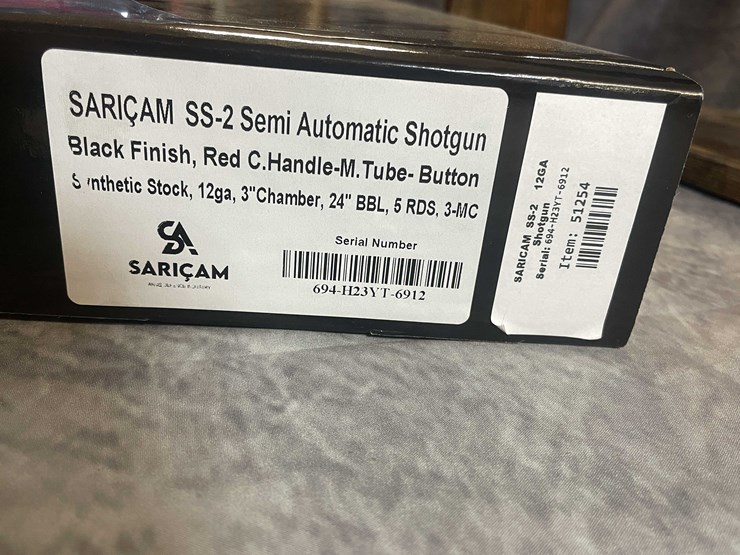 SARIÇAM SS-2 Semi Automatic Shotgun
Black Finish, Red C.Handle-M.Tube- Button
S nthetic Stock, 12ga, 3"Chamber, 24" BBL, 5 RDS, 3-MC
SA
SARIÇAM
Serial Number
694-H23YT-6912
SARICAM SS-2 12GA
Shotgun
Serial: 694-H23YT-6912
Item: 51254